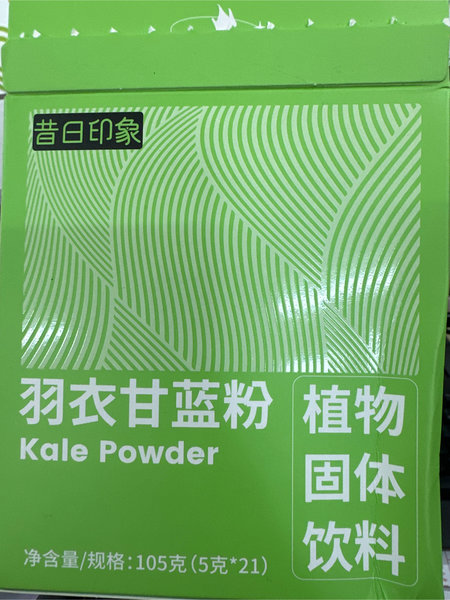 昔日印象
羽衣甘蓝粉
Kale Powder
植物
固体
饮料
净含量/规格:105克(5克*21)